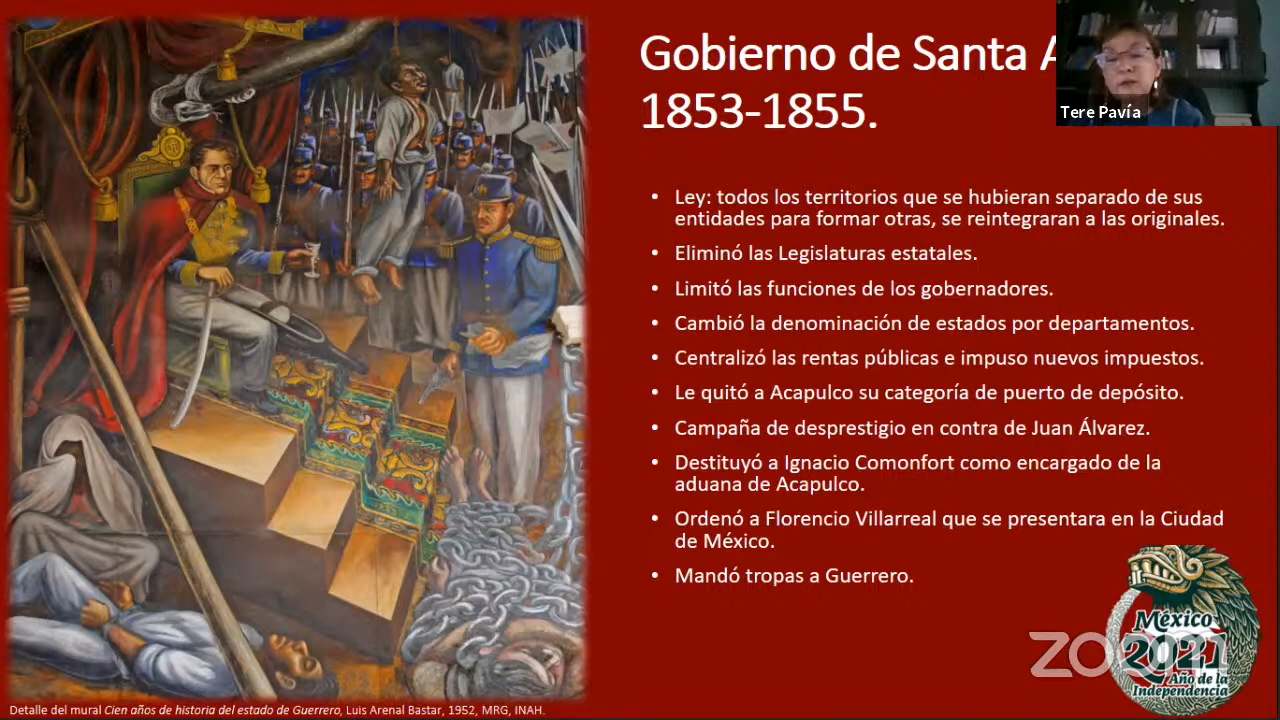 Gobierno de Santa A
1853-1855.
Tere Pavía
• Ley: todos los territorios que se hubieran separado de sus
entidades para formar otras, se reintegraran a las originales.
• Eliminó las Legislaturas estatales.
• Limitó las funciones de los gobernadores.
• Cambió la denominación de estados por departamentos.
• Centralizó las rentas públicas e impuso nuevos impuestos.
• Le quitó a Acapulco su categoría de puerto de depósito.
• Campaña de desprestigio en contra de Juan Álvarez.
• Destituyó a Ignacio Comonfort como encargado de la
aduana de Acapulco.
• Ordenó a Florencio Villarreal que se presentara en la Ciudad
de México.
• Mandó tropas a Guerrero.
México
2021
Año de la
Independencia
zoom
Detalle del mural Cien años de historia del estado de Guerrero, Luis Arenal Bastar, 1952, MRG, INAH.